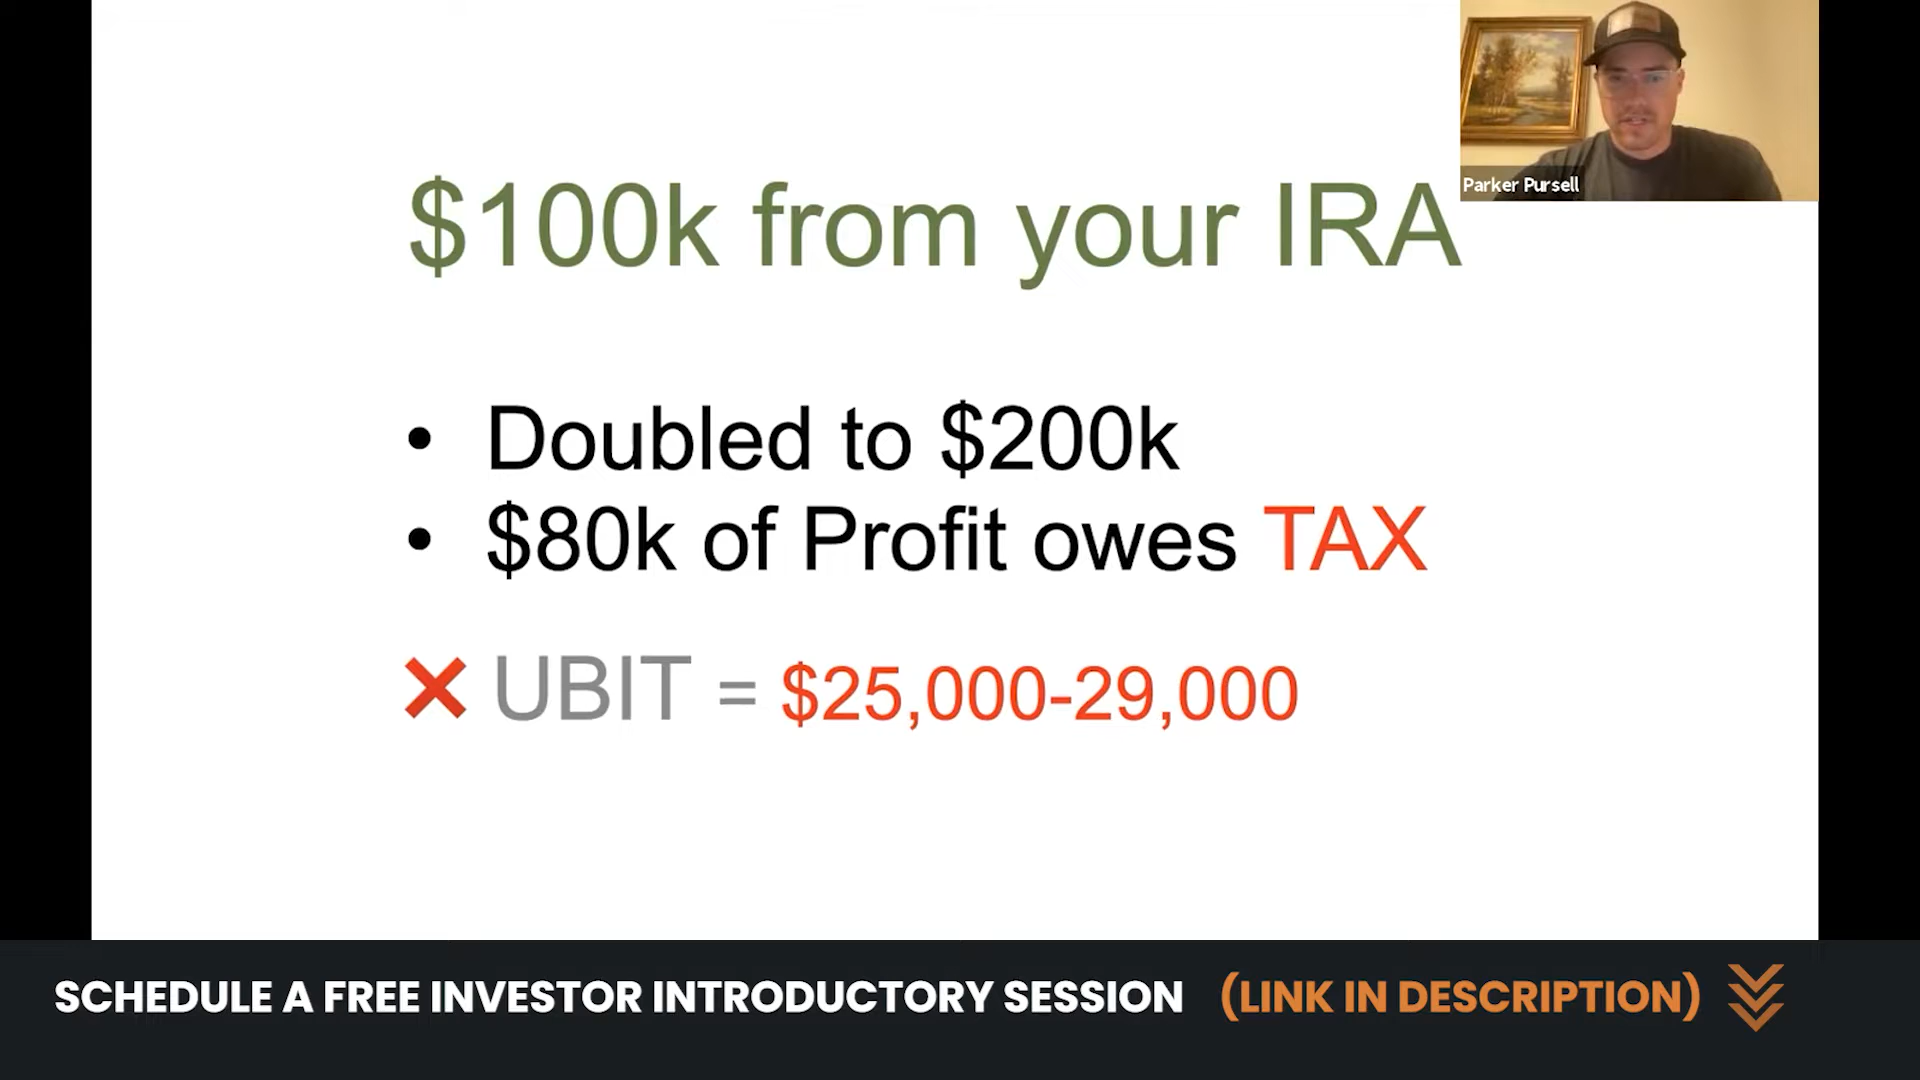 $100k from your IRA
Parker Pursell
• Doubled to $200k
• $80k of Profit owes TAX
❌ UBIT = $25,000-29,000
SCHEDULE A FREE INVESTOR INTRODUCTORY SESSION (LINK IN DESCRIPTION)